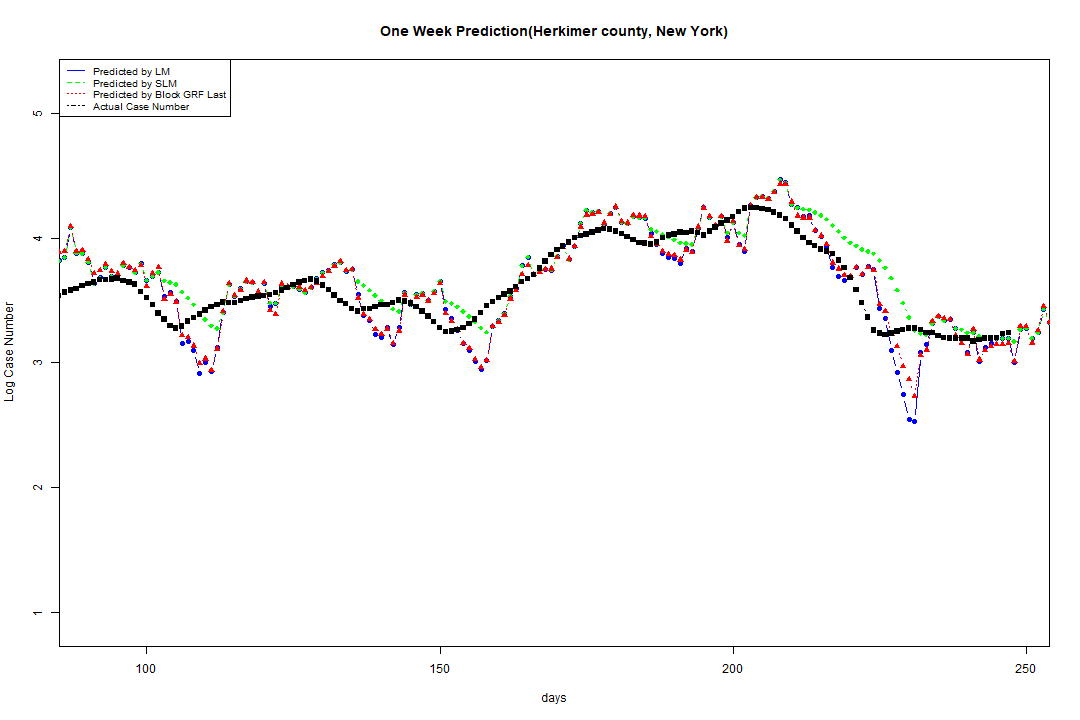 One Week Prediction(Herkimer county, New York)
Predicted by LM
Predicted by SLM
Predicted by Block GRF Last
Actual Case Number
5
4
3
2
1
Log Case Number
100 150 200 250
days